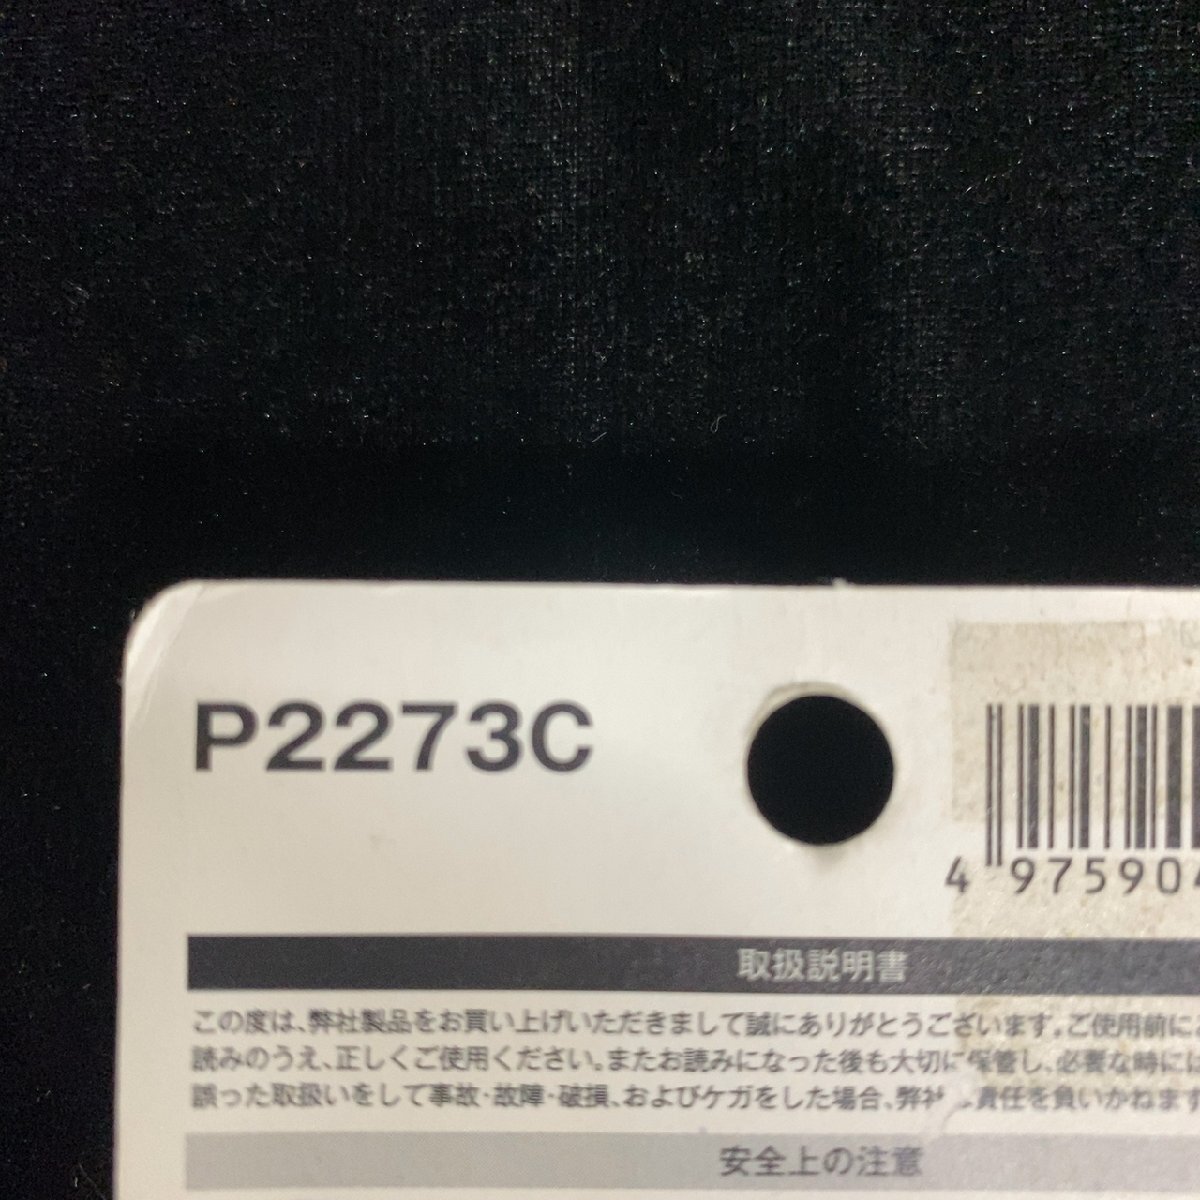 P2273C
4 97590
取扱説明書
この度は、弊社製品をお買い上げいただきまして誠にありがとうございます。ご使用前に
読みのうえ、正しくご使用ください。またお読みになった後も大切に保管し、必要な時に
誤った取扱いをして事故・故障・破損、およびケガをした場合、弊社 責任を負いかねます
安全上の注意